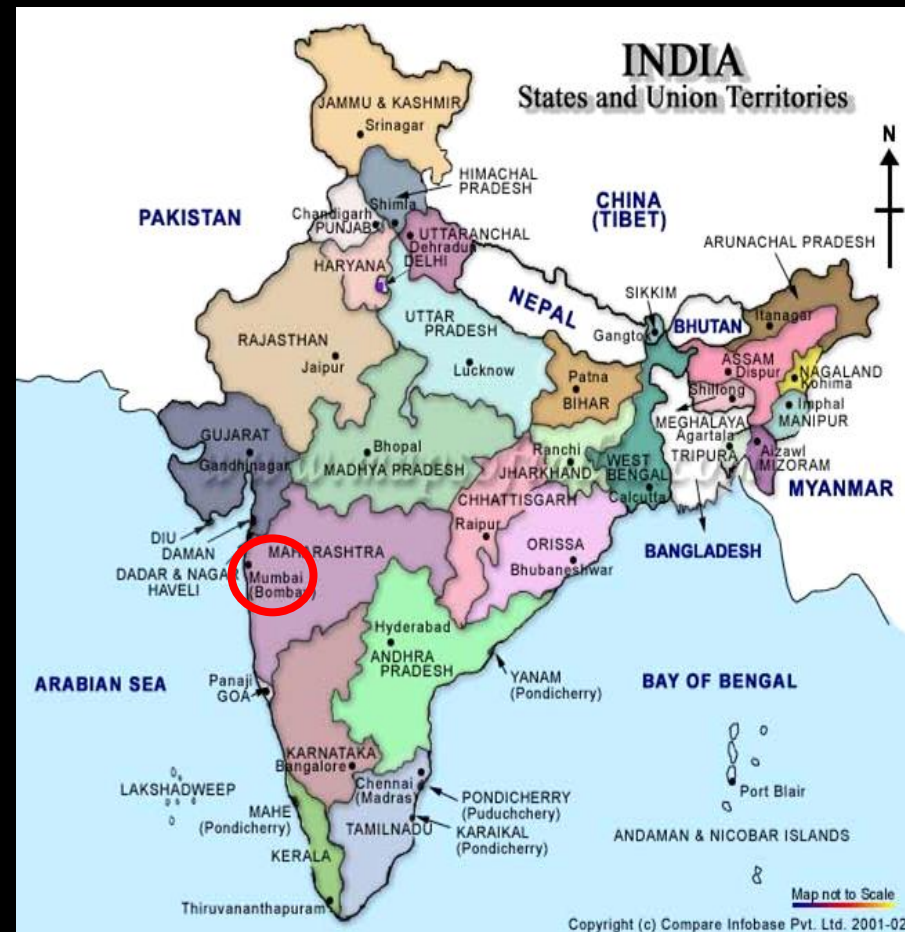 INDIA
States and Union Territories
N
JAMMU & KASHMIR
Srinagar
HIMACHAL
PRADESH
CHINA
(TIBET)
PAKISTAN
Chandigarh
Shimla
PUNJAB
UTTARANCHAL
Dehradun
ARUNACHAL PRADESH
HARYANA
DELHI
NEPAL
SIKKIM
Itanagar
UTTAR
PRADESH
Gangto
BHUTAN
RAJASTHAN
Jaipur
Lucknow
ASSAM
Dispur
NAGALAND
Kohima
Patna
BIHAR
Shillong
Imphal
MANIPUR
MEGHALAYA
Agartala
TRIPURA
GUJARAT
Gandhinagar
Bhopal
MADHYA PRADESH
Ranchi
JHARKHAND
WEST
BENGAL
Calcutta
Aizawl
MIZORAM
MYANMAR
CHHATTISGARH
Raipur
DIU
DAMAN
DADAR & NAGAR
HAVELI
MAHARASHTRA
Mumbai
(Bombay)
ORISSA
Bhubaneshwar
BANGLADESH
Hyderabad
ANDHRA
PRADESH
ARABIAN SEA
Panaji
GOA
YANAM
(Pondicherry)
BAY OF BENGAL
KARNATAKA
Bangalore
LAKSHADWEEP
Chennai
(Madras)
PONDICHERRY
(Puduchchery)
Port Blair
MAHE
(Pondicherry)
TAMILNADU
KARAIKAL
(Pondicherry)
ANDAMAN & NICOBAR ISLANDS
KERALA
Thiruvananthapuram
Map not to Scale
Copyright (c) Compare Infobase Pvt. Ltd. 2001-02